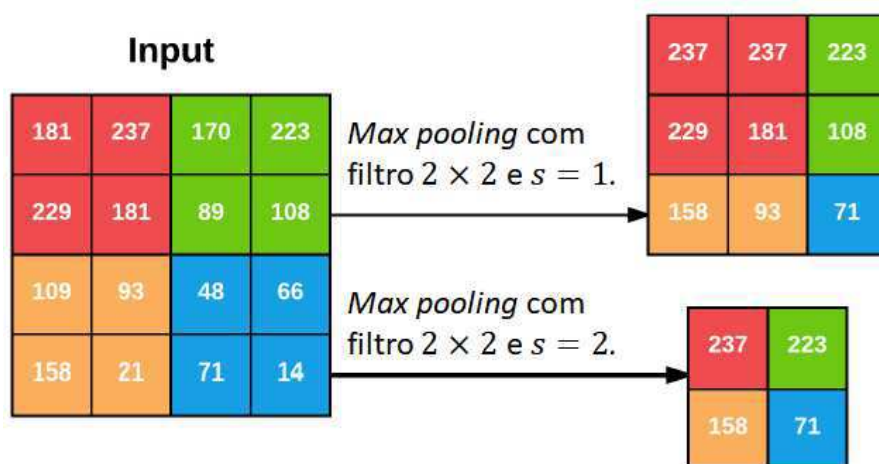 Input
181 237 170 223
229 181 89 108
109 93 48 66
158 21 71 14
Max pooling com
filtro 2 × 2 e s = 1.
237 237 223
229 181 108
158 93 71
Max pooling com
filtro 2 × 2 e s = 2.
237 223
158 71